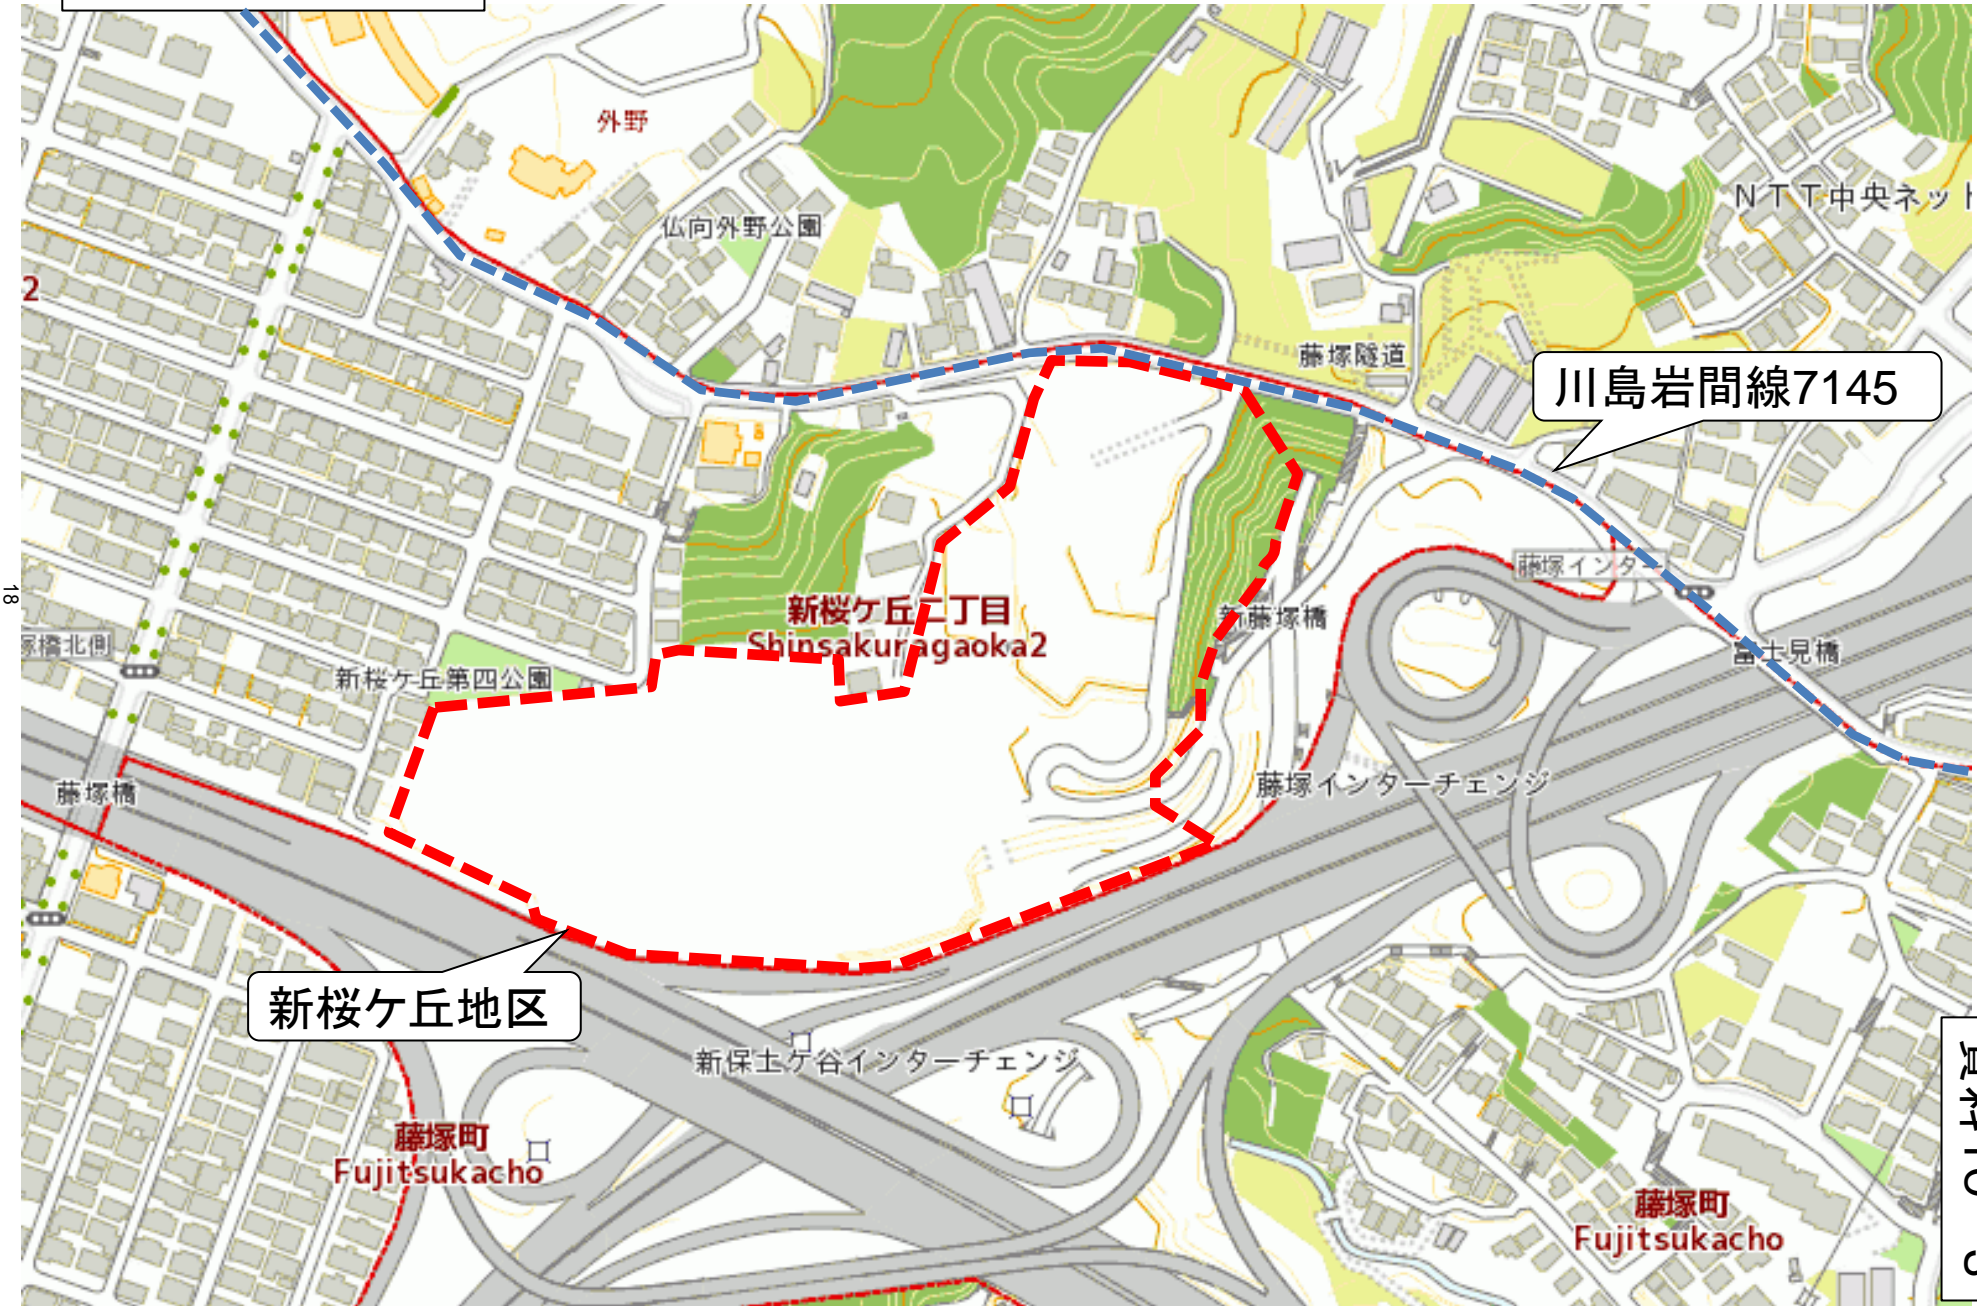 外野
仏向外野公園
NTT中央ネット
2
藤塚隧道
川島岩間線7145
藤塚インター
新桜ケ丘二丁目
Shinsakuragaoka2
新藤塚橋
塚橋北側
富士見橋
新桜ケ丘第四公園
藤塚インターチェンジ
藤塚橋
新桜ケ丘地区
新保土ケ谷インターチェンジ
藤塚町
Fujitsukacho
藤塚町
Fujitsukacho
18